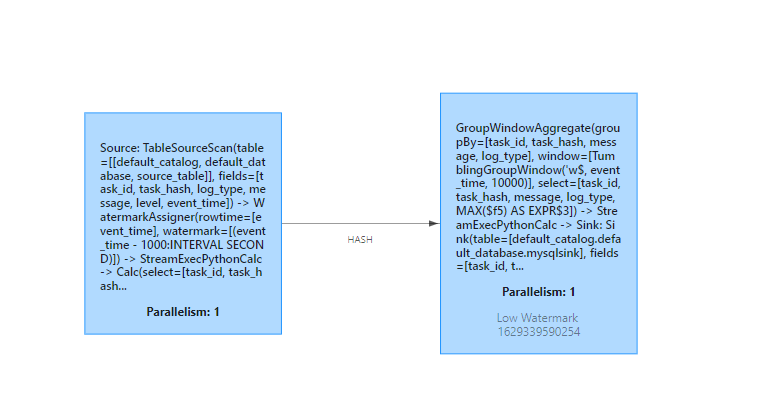 Source: TableSourceScan(table
=[[default_catalog, default_dat
abase, source_table]], fields=[t
ask_id, task_hash, log_type, me
ssage, level, event_time]) -> W
atermarkAssigner(rowtime=[e
vent_time], watermark=[(event
_time - 1000:INTERVAL SECON
D)]) -> StreamExecPythonCalc
-> Calc(select=[task_id, task_h
ash...
Parallelism: 1
HASH
GroupWindowAggregate(grou
pBy=[task_id, task_hash, mess
age, log_type], window=[Tum
blingGroupWindow('w$, event
_time, 10000)], select=[task_id,
task_hash, message, log_type,
MAX($f5) AS EXPR$3]) -> Stre
amExecPythonCalc -> Sink: Si
nk(table=[default_catalog.defa
ult_database.mysqlsink], fields
=[task_id, t...
Parallelism: 1
Low Watermark
1629339590254